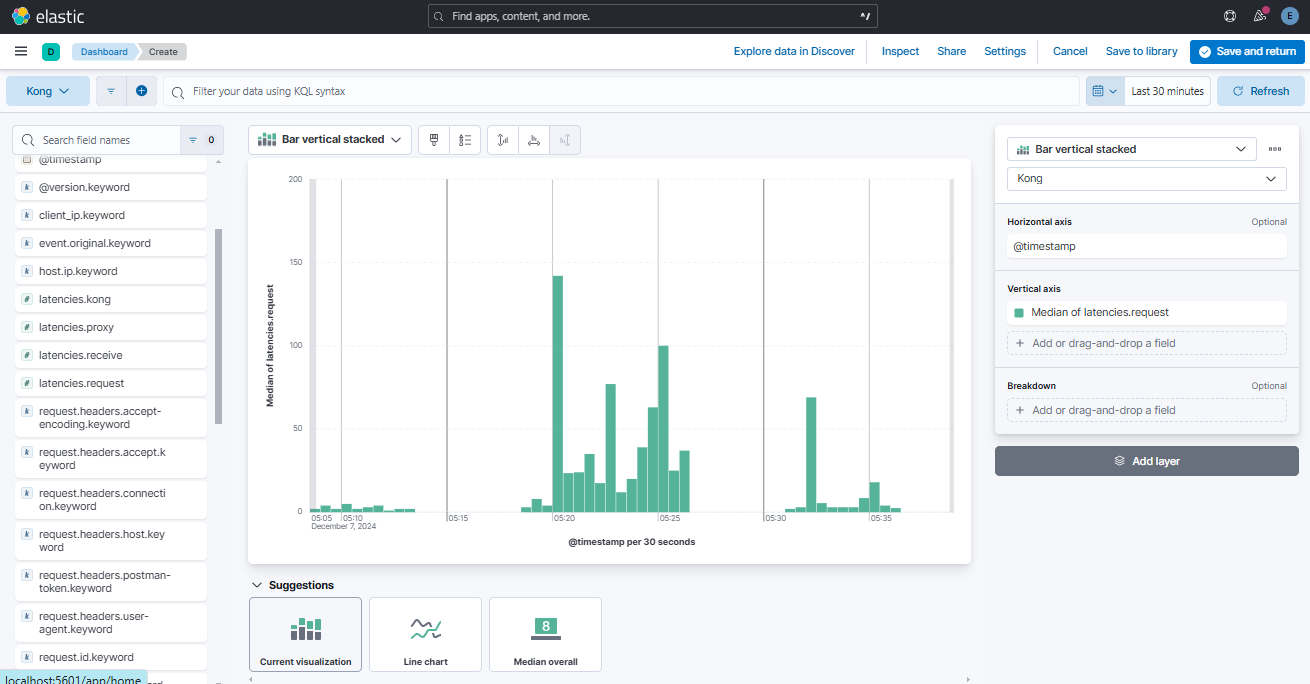 elastic
Find apps, content, and more.
^/
E
D
Dashboard
Create
Explore data in Discover
Inspect
Share
Settings
Cancel
Save to library
Save and return
Kong
Filter your data using KQL syntax
Last 30 minutes
Refresh
Search field names
0
@timestamp
k @version.keyword
k client_ip.keyword
k event.original.keyword
k host.ip.keyword
# latencies.kong
# latencies.proxy
# latencies.receive
# latencies.request
k request.headers.accept-
encoding.keyword
k request.headers.accept.k
eyword
k request.headers.connecti
on.keyword
k request.headers.host.key
word
k request.headers.postman-
token.keyword
k request.headers.user-
agent.keyword
k request.id.keyword
localhost:5601/app/home
Bar vertical stacked
200
150
100
50
0
Median of latencies.request
05:05
05:10
05:15
05:20
05:25
05:30
05:35
December 7, 2024
@timestamp per 30 seconds
Suggestions
Current visualization
Line chart
8
Median overall
Bar vertical stacked
Kong
Horizontal axis
Optional
@timestamp
Vertical axis
Median of latencies.request
Add or drag-and-drop a field
Breakdown
Optional
Add or drag-and-drop a field
Add layer